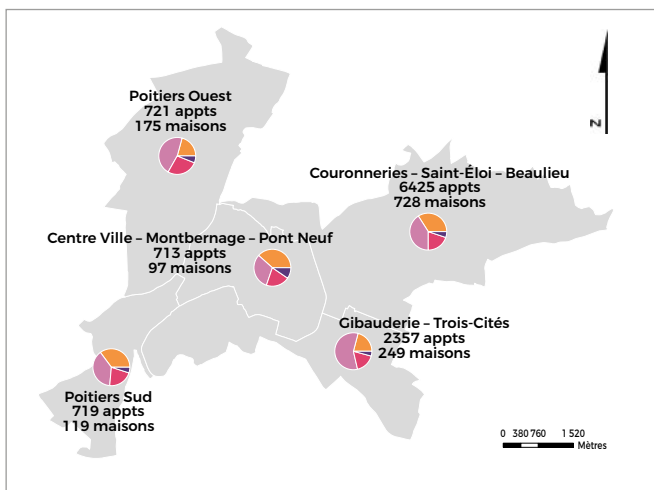 Poitiers Ouest
721 appts
175 maisons
N
Couronneries – Saint-Éloi – Beaulieu
6425 appts
728 maisons
Centre Ville – Montbernage – Pont Neuf
713 appts
97 maisons
Gibauderie – Trois-Cités
2357 appts
249 maisons
Poitiers Sud
719 appts
119 maisons
0 380 760 1 520
Mètres